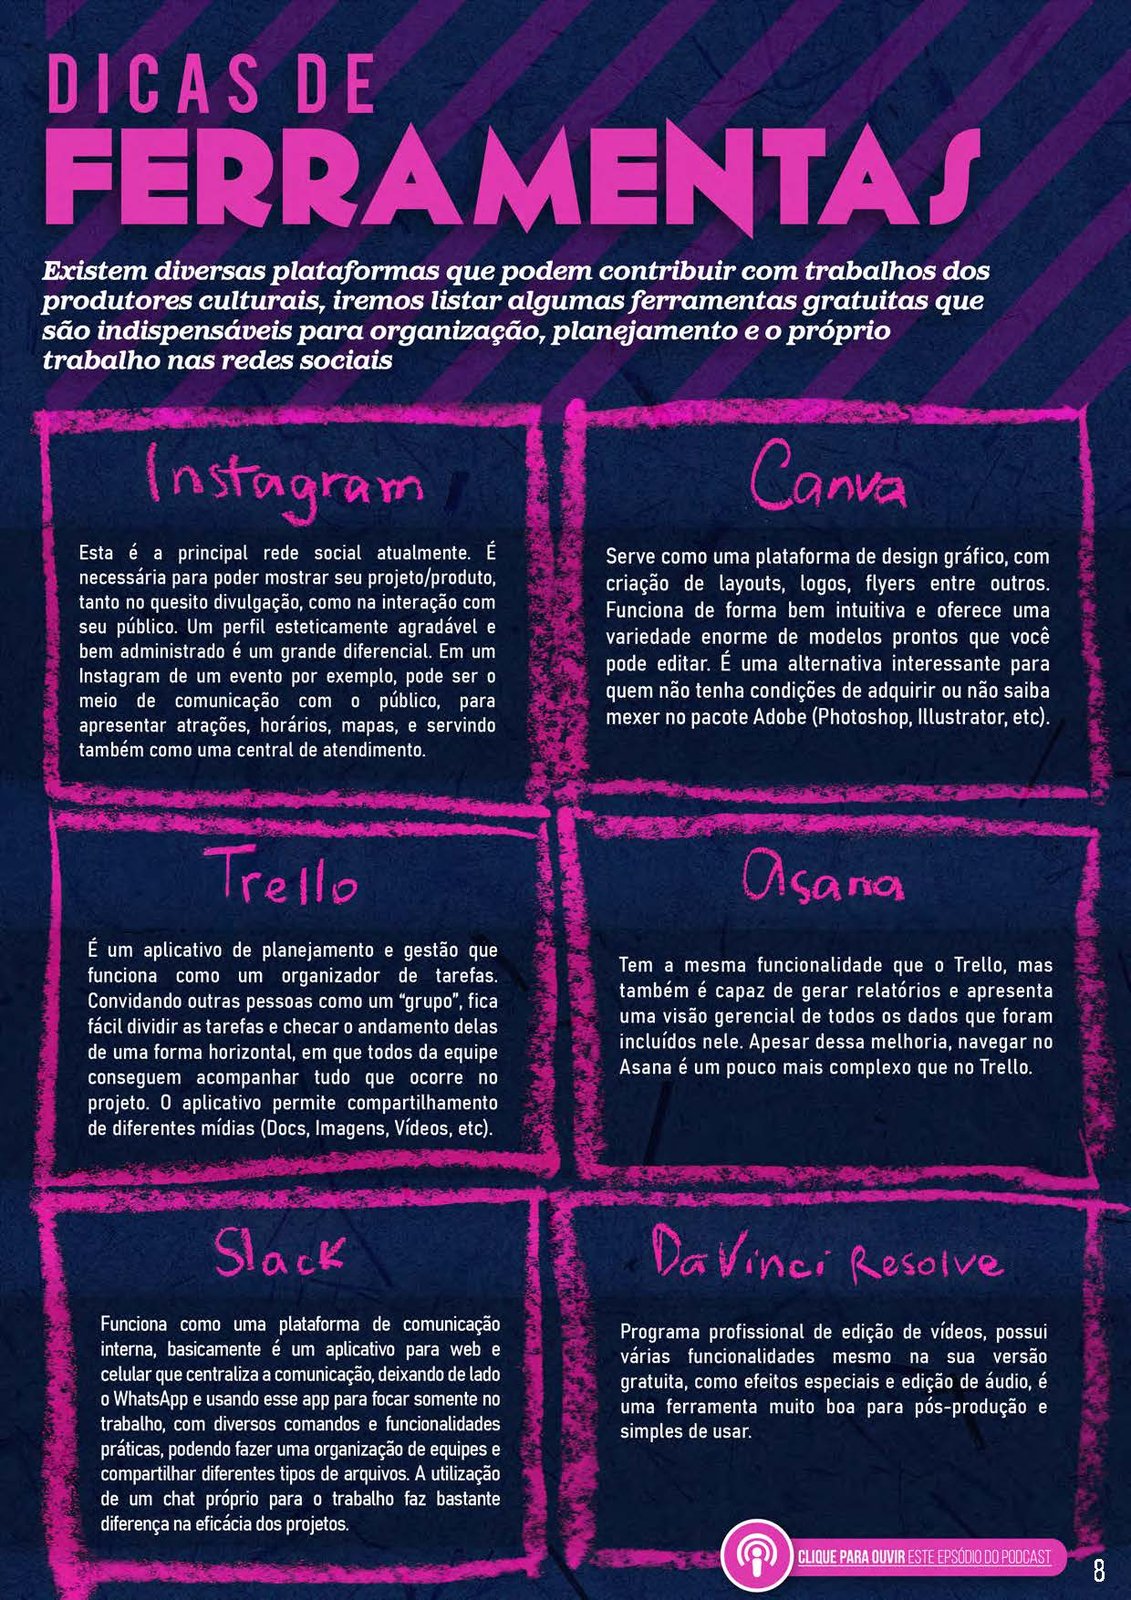 DICAS DE
FERRAMENTAS
Existem diversas plataformas que podem contribuir com trabalhos dos
produtores culturais, iremos listar algumas ferramentas gratuitas que
são indispensáveis para organização, planejamento e o próprio
trabalho nas redes sociais
Instagram
Esta é a principal rede social atualmente. É
necessária para poder mostrar seu projeto/produto,
tanto no quesito divulgação, como na interação com
seu público. Um perfil esteticamente agradável e
bem administrado é um grande diferencial. Em um
Instagram de um evento por exemplo, pode ser o
meio de comunicação com o público, para
apresentar atrações, horários, mapas, e servindo
também como uma central de atendimento.
Canva
Serve como uma plataforma de design gráfico, com
criação de layouts, logos, flyers entre outros.
Funciona de forma bem intuitiva e oferece uma
variedade enorme de modelos prontos que você
pode editar. É uma alternativa interessante para
quem não tenha condições de adquirir ou não saiba
mexer no pacote Adobe (Photoshop, Illustrator, etc).
Trello
É um aplicativo de planejamento e gestão que
funciona como um organizador de tarefas.
Convidando outras pessoas como um “grupo”, fica
fácil dividir as tarefas e checar o andamento delas
de uma forma horizontal, em que todos da equipe
conseguem acompanhar tudo que ocorre no
projeto. O aplicativo permite compartilhamento
de diferentes mídias (Docs, Imagens, Vídeos, etc).
Asana
Tem a mesma funcionalidade que o Trello, mas
também é capaz de gerar relatórios e apresenta
uma visão gerencial de todos os dados que foram
incluídos nele. Apesar dessa melhoria, navegar no
Asana é um pouco mais complexo que no Trello.
Slack
Funciona como uma plataforma de comunicação
interna, basicamente é um aplicativo para web e
celular que centraliza a comunicação, deixando de lado
o WhatsApp e usando esse app para focar somente no
trabalho, com diversos comandos e funcionalidades
práticas, podendo fazer uma organização de equipes e
compartilhar diferentes tipos de arquivos. A utilização
de um chat próprio para o trabalho faz bastante
diferença na eficácia dos projetos.
DaVinci Resolve
Programa profissional de edição de vídeos, possui
várias funcionalidades mesmo na sua versão
gratuita, como efeitos especiais e edição de áudio, é
uma ferramenta muito boa para pós-produção e
simples de usar.
CLIQUE PARA OUVIR ESTE EPSÓDIO DO PODCAST
8